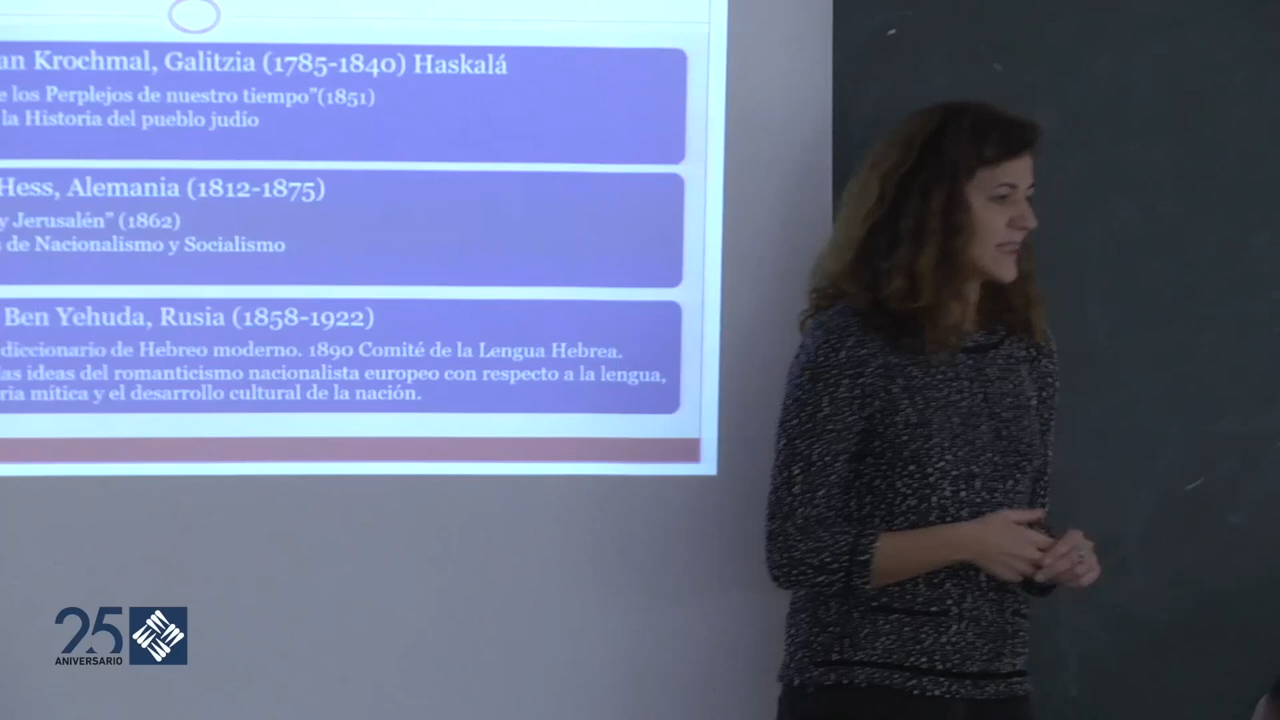 an Krochmal, Galitzia (1785-1840) Haskalá
e los Perplejos de nuestro tiempo”(1851)
la Historia del pueblo judío
Hess, Alemania (1812-1875)
y Jerusalén” (1862)
s de Nacionalismo y Socialismo
Ben Yehuda, Rusia (1858-1922)
diccionario de Hebreo moderno. 1890 Comité de la Lengua Hebrea.
las ideas del romanticismo nacionalista europeo con respecto a la lengua,
ria mítica y el desarrollo cultural de la nación.
25
ANIVERSARIO